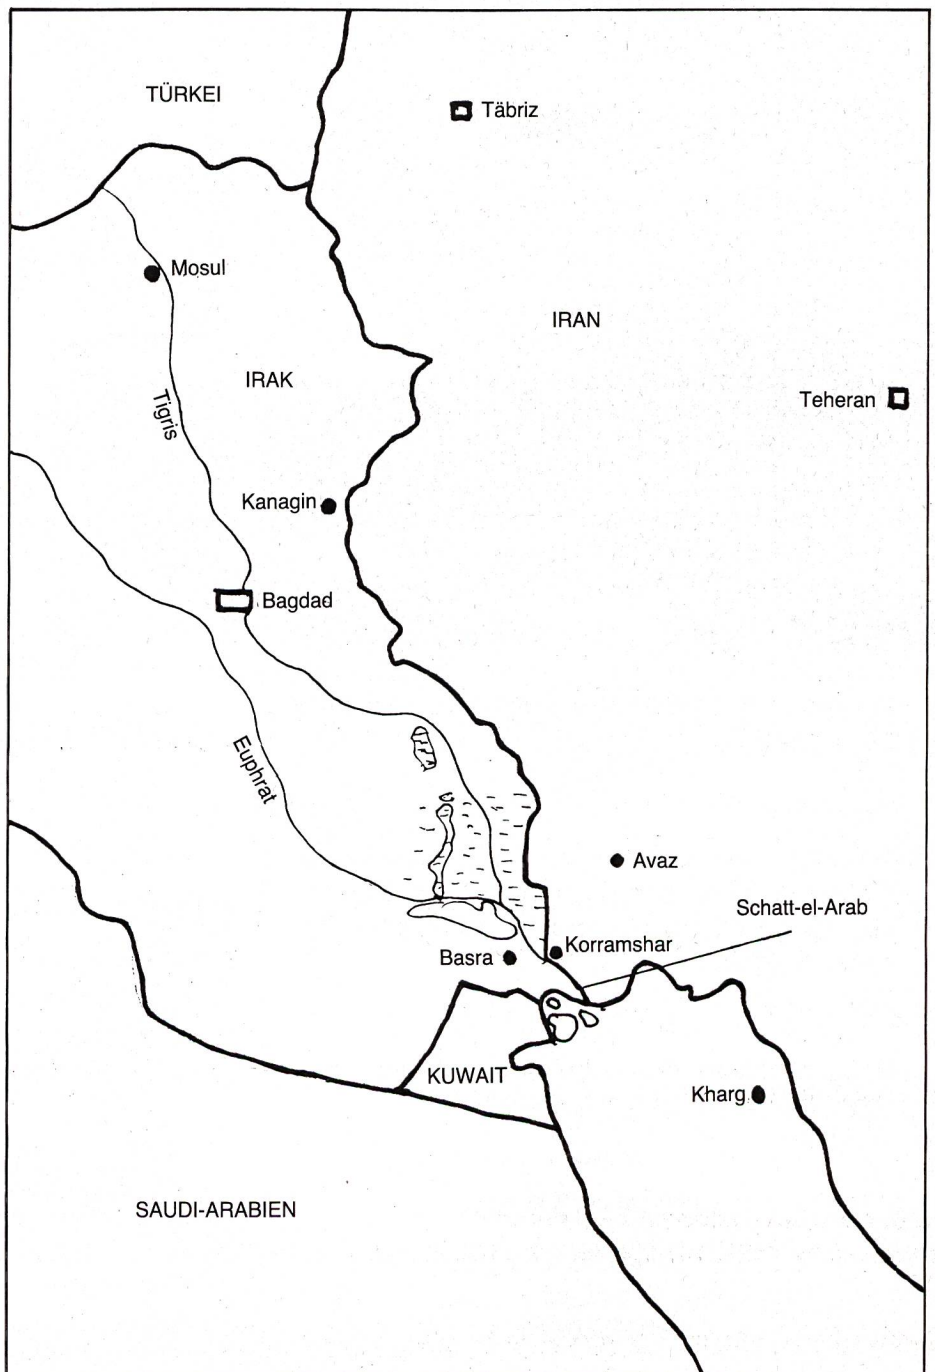 TÜRKEI
Täbriz
Mosul
IRAN
IRAK
Teheran
Tigris
Kanagin
Bagdad
Euphrat
Avaz
Schatt-el-Arab
Korramshar
Basra
KUWAIT
Kharg
SAUDI-ARABIEN